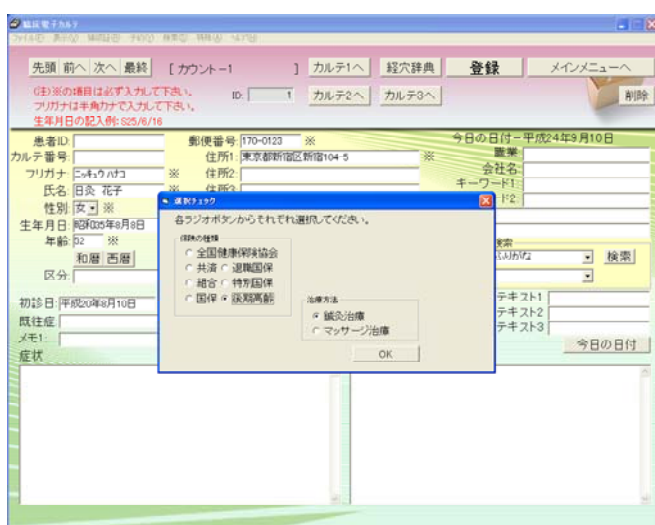 臨床電子カルテ
先頭 前へ 次へ 最終 [ カウント-1 ] カルテ1へ 経穴辞典 登録 メインメニューへ
(注)※の項目は必ず入力して下さい。 ID: 1 カルテ2へ カルテ3へ 削除
フリガナは半角カナで入力して下さい。
生年月日の記入例: S25/6/16
今日の日付-平成24年9月10日
患者ID: 郵便番号: 170-0123 ※ 職業:
カルテ番号: 住所1: 東京都新宿区新宿104-5 ※ 会社名:
フリガナ: ニッキュウ ハナコ ※ 住所2: キーワード1:
氏名: 日灸 花子 ※ 住所3:
性別: 女 ※
生年月日: 昭和35年8月8日
年齢: 52 ※
和暦 西暦 検索
区分:
初診日: 平成20年8月10日
既往症:
メモ1:
症状
選択チェック
各ラジオボタンからそれぞれ選択してください。
保険の種類
全国健康保険協会
共済 退職国保
組合 特別国保
国保 後期高齢
治療方法
鍼灸治療
マッサージ治療
OK
テキスト1
テキスト2
テキスト3
今日の日付